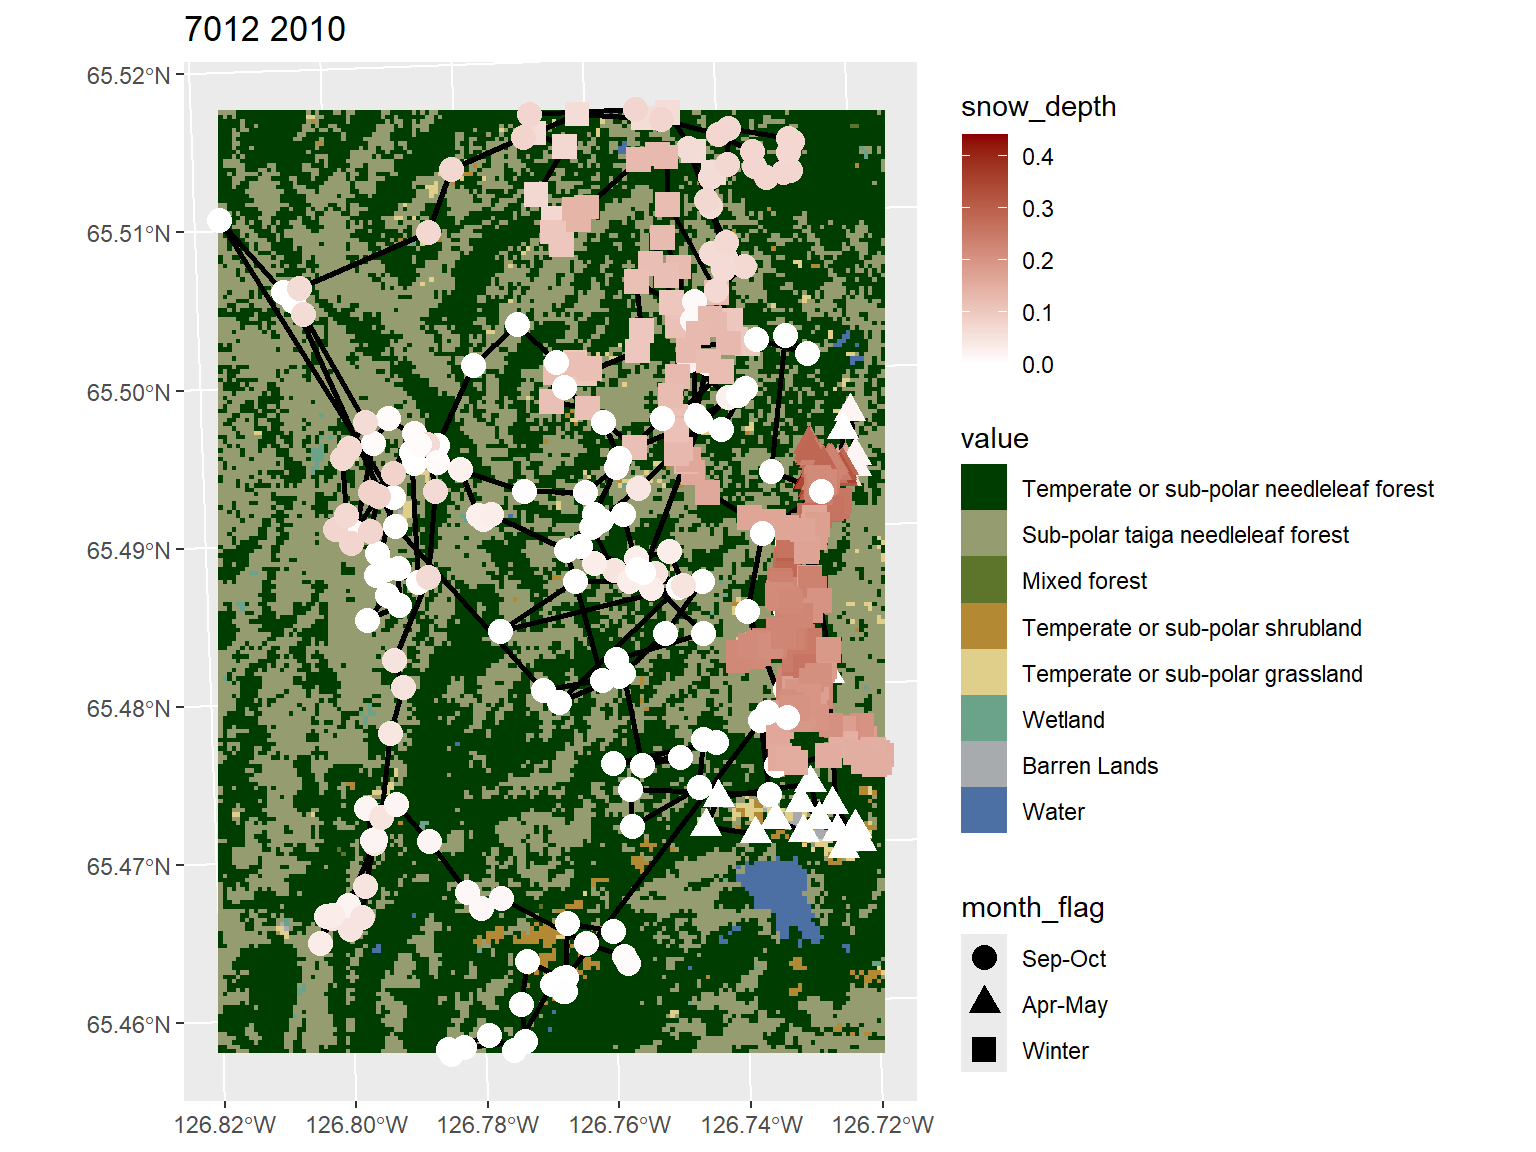 7012 2010
65.52°N
65.51°N
65.50°N
65.49°N
65.48°N
65.47°N
65.46°N
126.82°W 126.80°W 126.78°W 126.76°W 126.74°W 126.72°W
snow_depth
0.4
0.3
0.2
0.1
0.0
value
Temperate or sub-polar needleleaf forest
Sub-polar taiga needleleaf forest
Mixed forest
Temperate or sub-polar shrubland
Temperate or sub-polar grassland
Wetland
Barren Lands
Water
month_flag
Sep-Oct
Apr-May
Winter